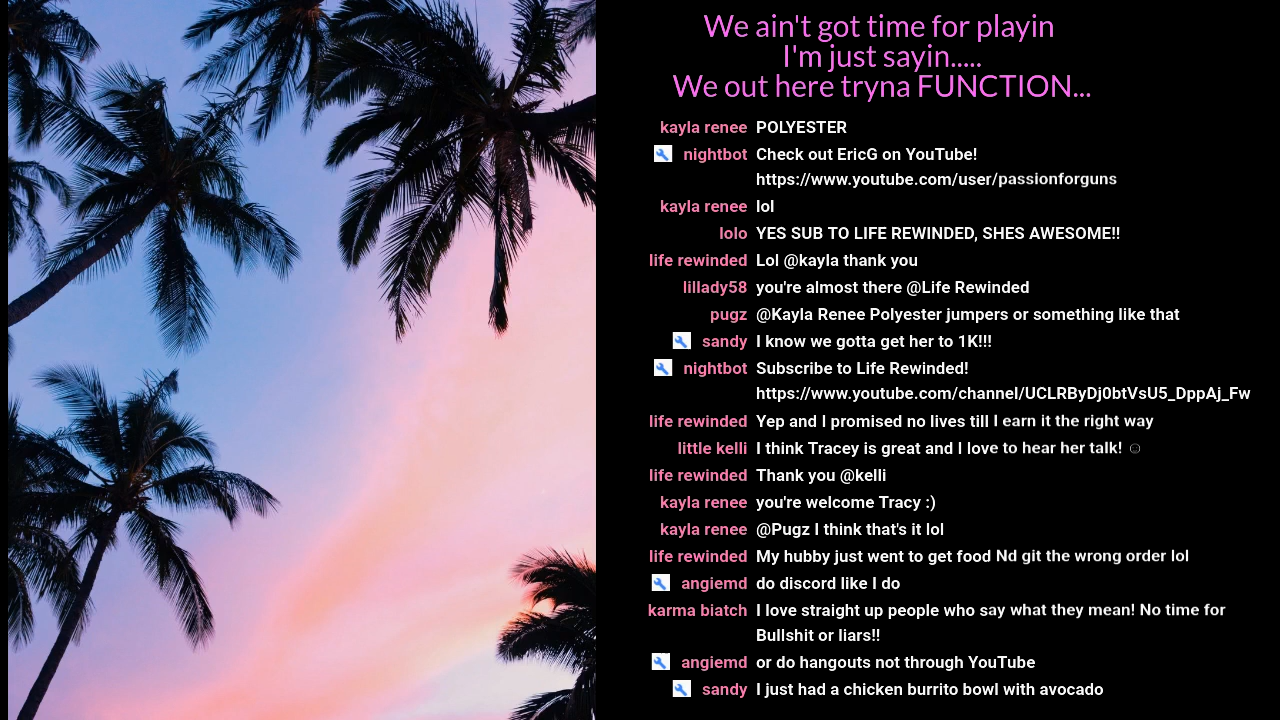 We ain't got time for playin
I'm just sayin.....
We out here tryna FUNCTION...
kayla renee POLYESTER
nightbot Check out EricG on YouTube!
https://www.youtube.com/user/passionforguns
kayla renee lol
lolo YES SUB TO LIFE REWINDED, SHES AWESOME!!
life rewinded Lol @kayla thank you
lillady58 you're almost there @Life Rewinded
pugz @Kayla Renee Polyester jumpers or something like that
sandy I know we gotta get her to 1K!!!
nightbot Subscribe to Life Rewinded!
https://www.youtube.com/channel/UCLRByDj0btVsU5_DppAj_Fw
life rewinded Yep and I promised no lives till I earn it the right way
little kelli I think Tracey is great and I love to hear her talk! ☺
life rewinded Thank you @kelli
kayla renee you're welcome Tracy :)
kayla renee @Pugz I think that's it lol
life rewinded My hubby just went to get food Nd git the wrong order lol
angiemd do discord like I do
karma biatch I love straight up people who say what they mean! No time for
Bullshit or liars!!
angiemd or do hangouts not through YouTube
sandy I just had a chicken burrito bowl with avocado